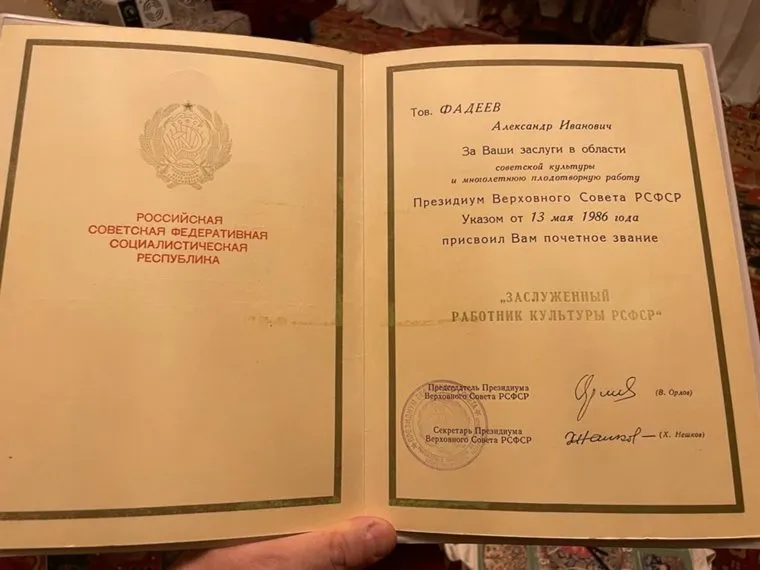 РОССИЙСКАЯ
СОВЕТСКАЯ ФЕДЕРАТИВНАЯ
СОЦИАЛИСТИЧЕСКАЯ
РЕСПУБЛИКА
Тов. ФАДЕЕВ
Александр Иванович
За Ваши заслуги в области
советской культуры
и многолетнюю плодотворную работу
Президиум Верховного Совета РСФСР
Указом от 13 мая 1986 года
присвоил Вам почетное звание
„ЗАСЛУЖЕННЫЙ
РАБОТНИК КУЛЬТУРЫ РСФСР“
Председатель Президиума
Верховного Совета РСФСР
(В. Орлов)
Секретарь Президиума
Верховного Совета РСФСР
(Х. Нешков)